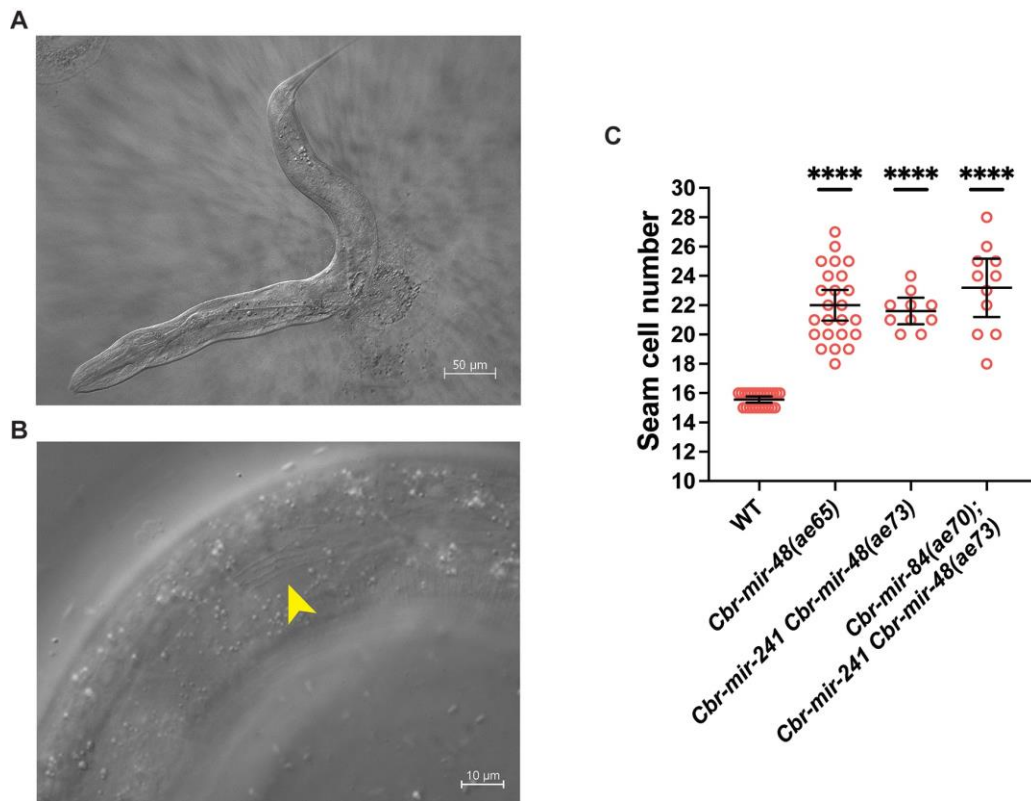 A
50 µm
B
10 µm
C
**** **** ****
Seam cell number
30
28
26
24
22
20
18
16
14
12
10
WT
Cbr-mir-48(ae65)
Cbr-mir-241 Cbr-mir-48(ae73)
Cbr-mir-84(ae70);
Cbr-mir-241 Cbr-mir-48(ae73)